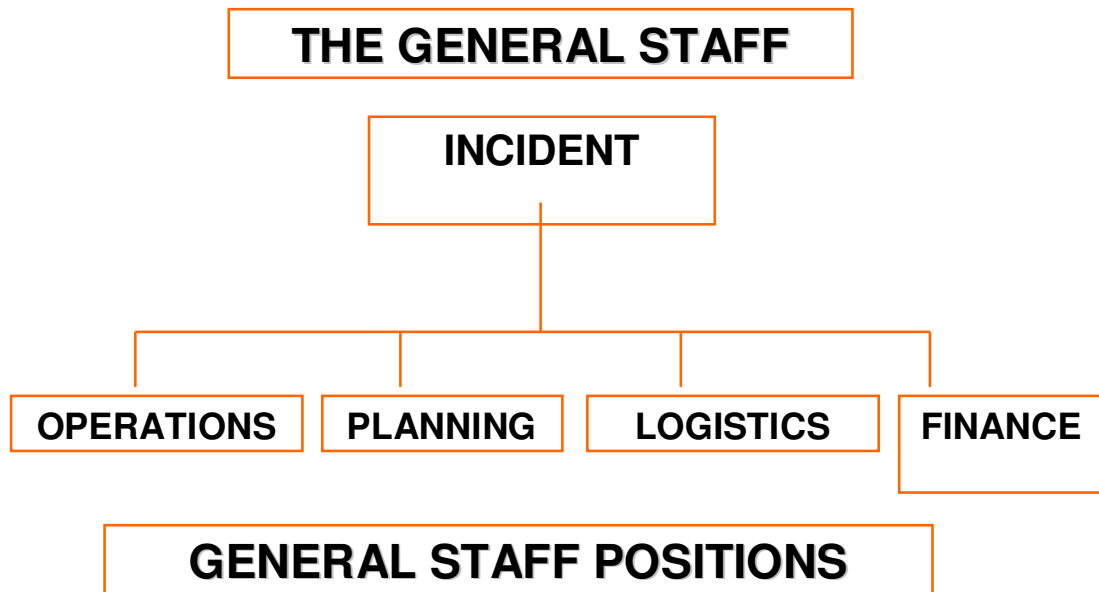 THE GENERAL STAFF
INCIDENT
OPERATIONS
PLANNING
LOGISTICS
FINANCE
GENERAL STAFF POSITIONS